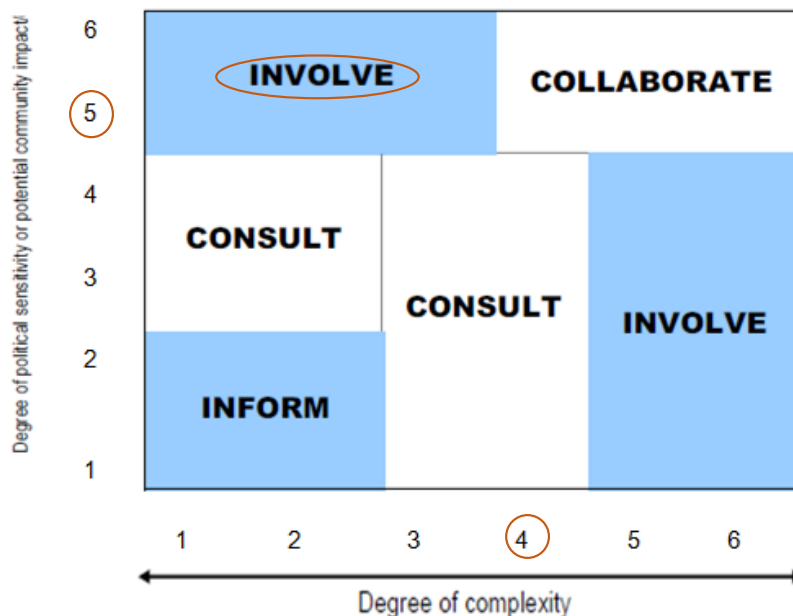 Degree of political sensitivity or potential community impact/
6
5
4
3
2
1
INVOLVE
COLLABORATE
CONSULT
CONSULT
INVOLVE
INFORM
1 2 3 4 5 6
Degree of complexity